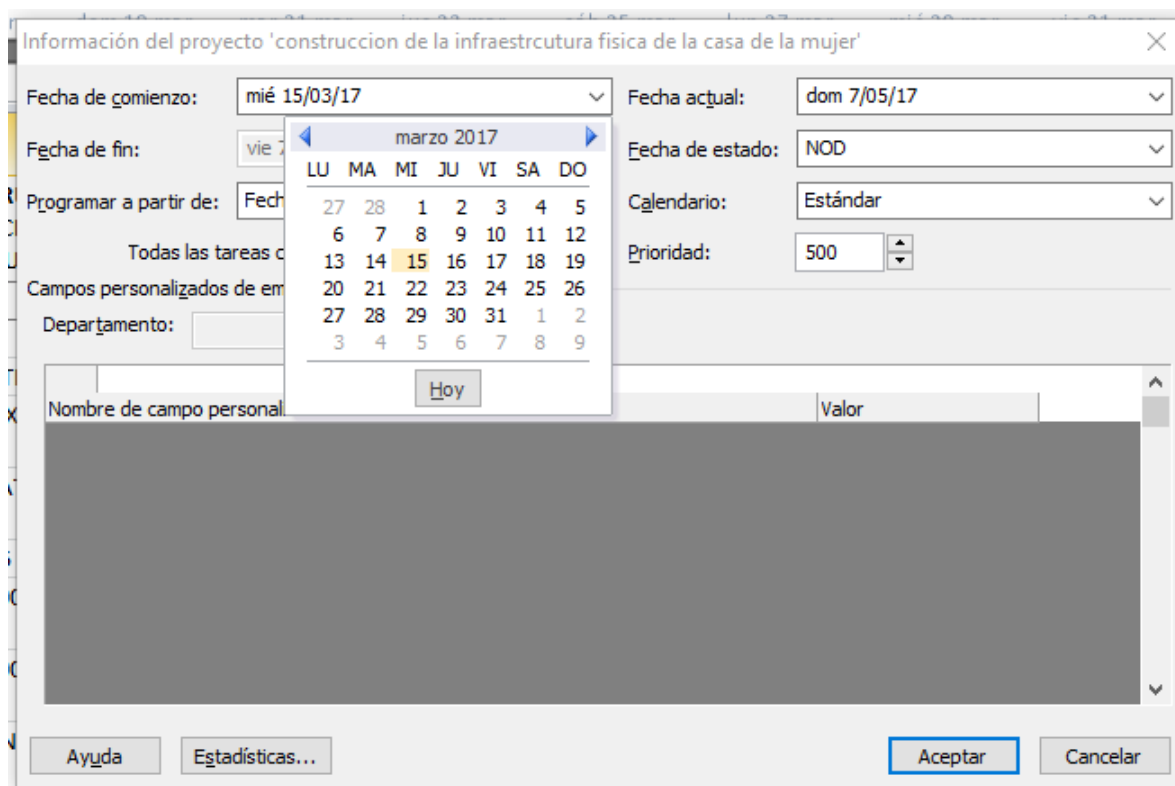 Información del proyecto 'construccion de la infraestrcutura fisica de la casa de la mujer'
Fecha de comienzo: mié 15/03/17 Fecha actual: dom 7/05/17
Fecha de fin: vie 7 Fecha de estado: NOD
Programar a partir de: Fech Calendario: Estándar
Todas las tareas c Prioridad: 500
Campos personalizados de em
Departamento:
marzo 2017
LU MA MI JU VI SA DO
27 28 1 2 3 4 5
6 7 8 9 10 11 12
13 14 15 16 17 18 19
20 21 22 23 24 25 26
27 28 29 30 31 1 2
3 4 5 6 7 8 9
Hoy
Nombre de campo personal Valor
Ayuda Estadísticas... Aceptar Cancelar